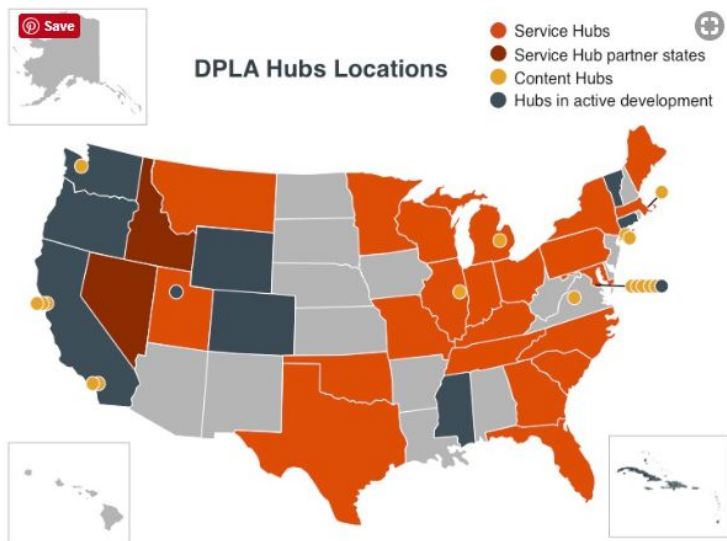 Save
DPLA Hubs Locations
Service Hubs
Service Hub partner states
Content Hubs
Hubs in active development